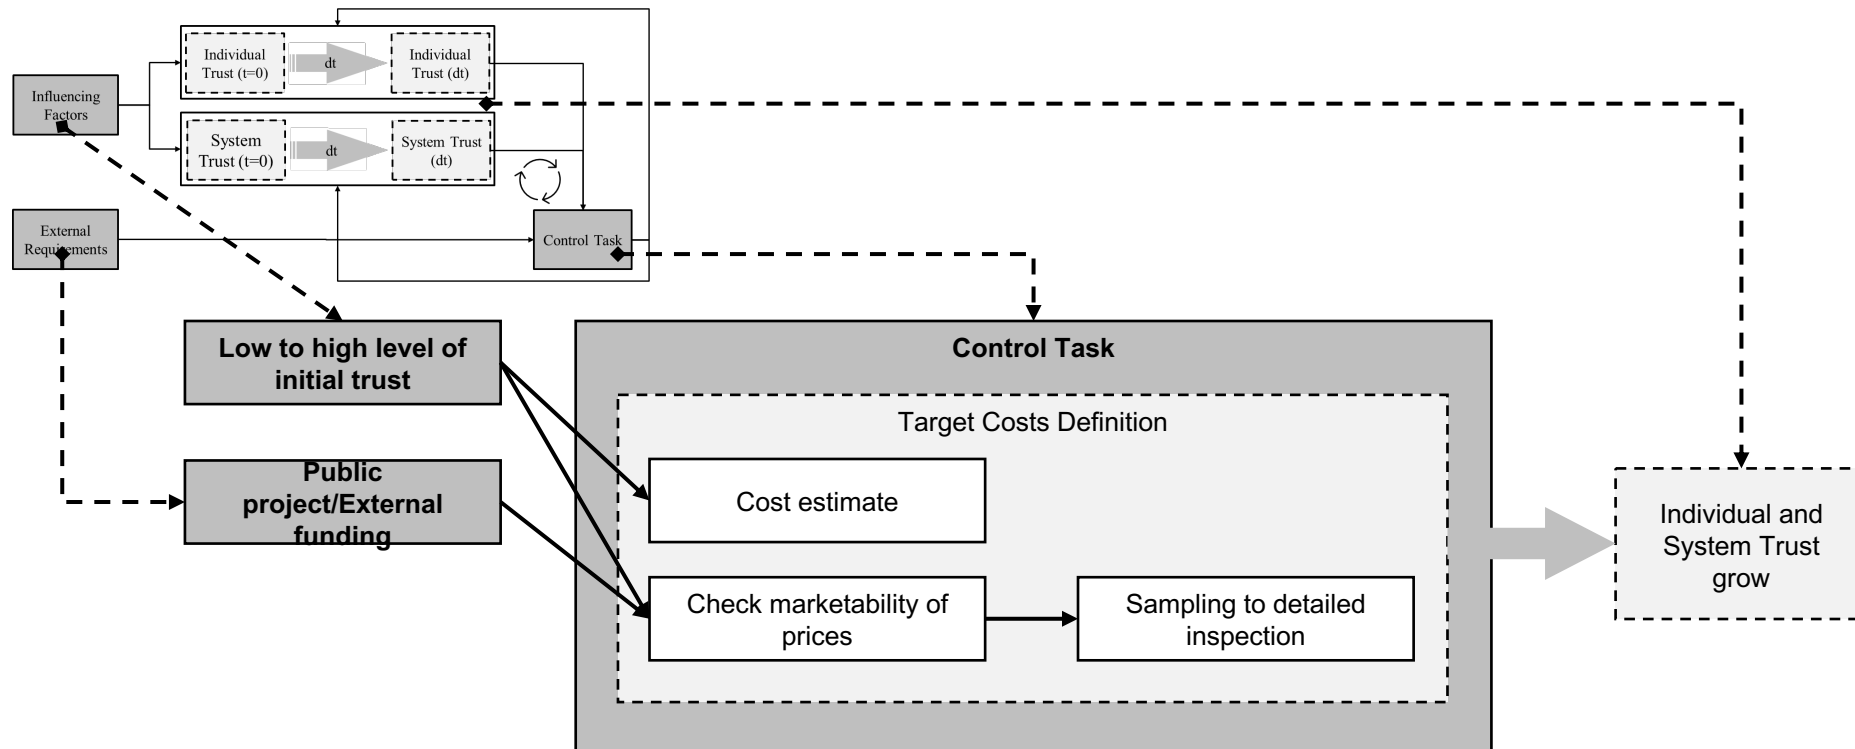 Individual
Trust (t=0)
dt
Individual
Trust (dt)
Influencing
Factors
System
Trust (t=0)
dt
System Trust
(dt)
External
Requirements
Control Task
Low to high level of
initial trust
Control Task
Target Costs Definition
Public
project/External
funding
Cost estimate
Individual and
System Trust
grow
Check marketability of
prices
Sampling to detailed
inspection